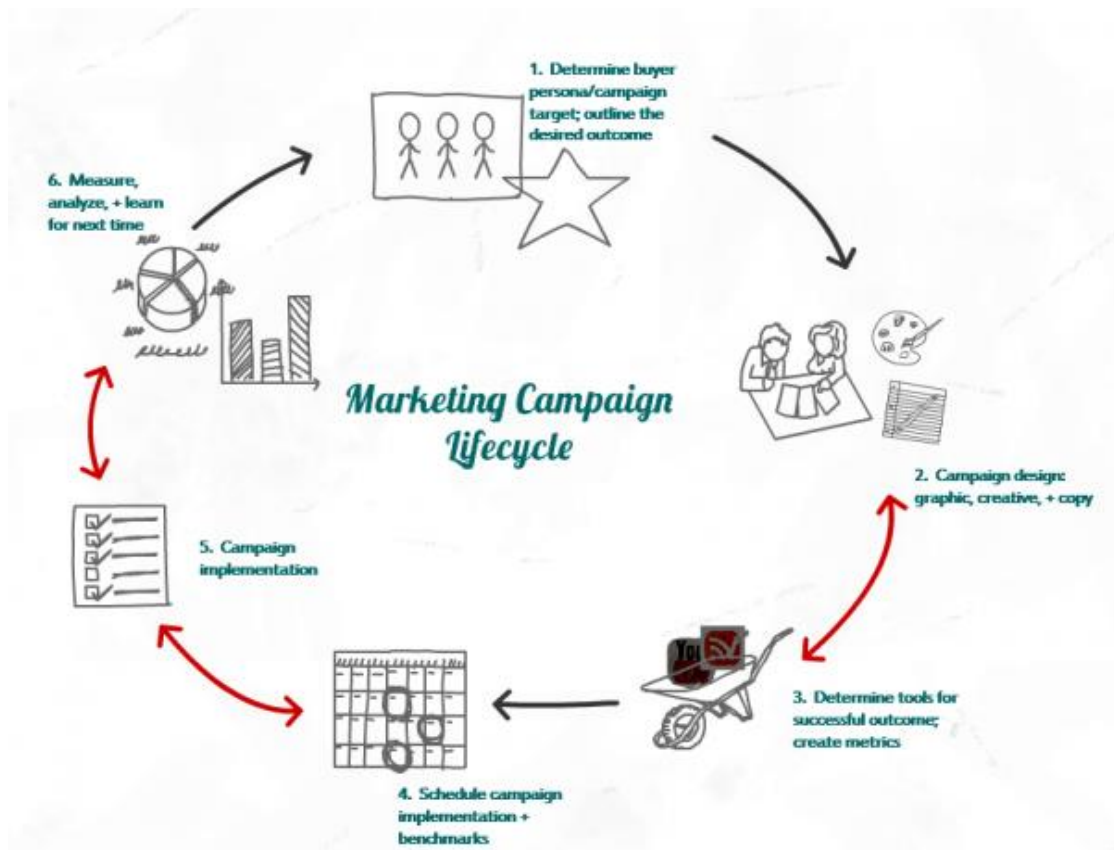 1. Determine buyer
persona/campaign
target; outline the
desired outcome
6. Measure,
analyze, + learn
for next time
Marketing Campaign
Lifecycle
2. Campaign design:
graphic, creative, + copy
5. Campaign
implementation
You
3. Determine tools for
successful outcome;
create metrics
4. Schedule campaign
implementation +
benchmarks